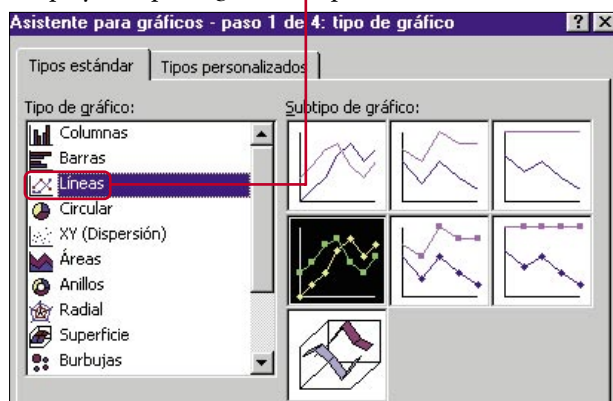 Asistente para gráficos - paso 1 de 4: tipo de gráfico
Tipos estándar
Tipos personalizados
Tipo de gráfico:
Subtipo de gráfico:
Columnas
Barras
Líneas
Circular
XY (Dispersión)
Áreas
Anillos
Radial
Superficie
Burbujas